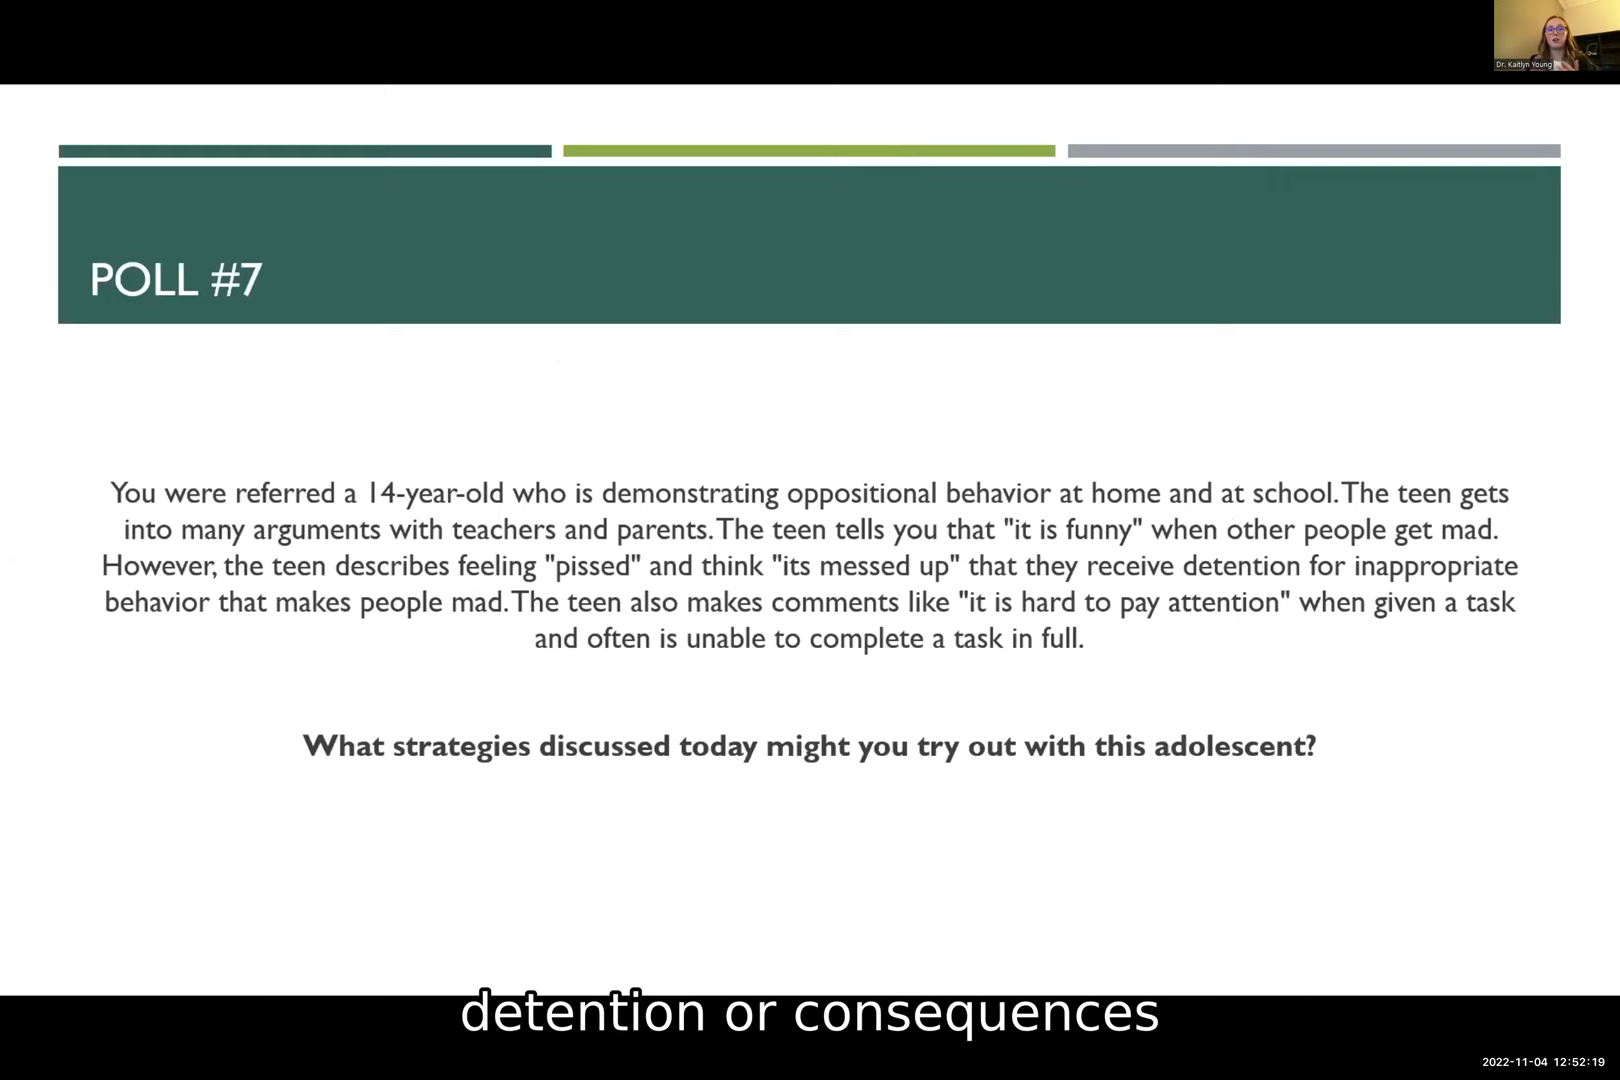 Dr. Kaitlyn Young
POLL #7
You were referred a 14-year-old who is demonstrating oppositional behavior at home and at school. The teen gets
into many arguments with teachers and parents. The teen tells you that "it is funny" when other people get mad.
However, the teen describes feeling "pissed" and think "its messed up" that they receive detention for inappropriate
behavior that makes people mad. The teen also makes comments like "it is hard to pay attention" when given a task
and often is unable to complete a task in full.
What strategies discussed today might you try out with this adolescent?
detention or consequences
2022-11-04 12:52:19